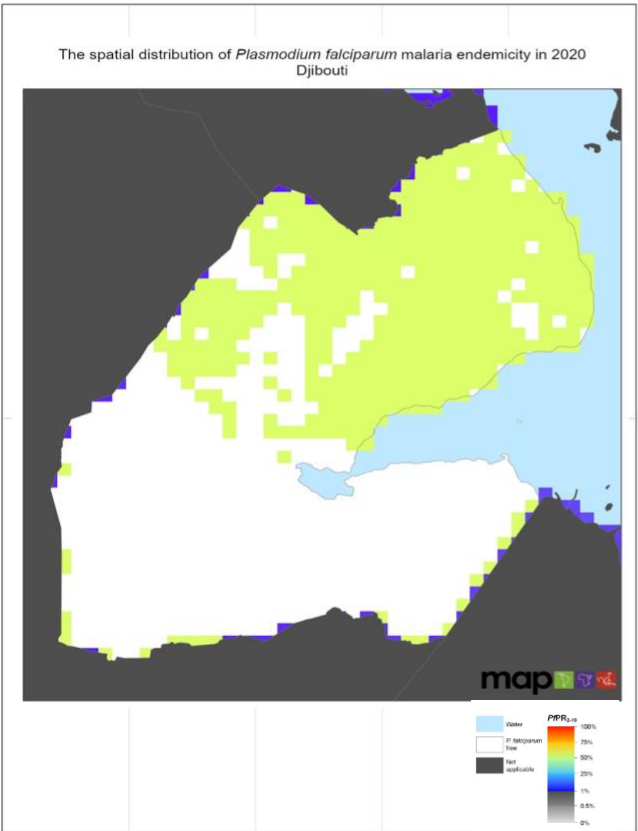 The spatial distribution of Plasmodium falciparum malaria endemicity in 2020
Djibouti
map
Water
P. falciparum
free
Not
applicable
PfPR2-10
100%
75%
50%
25%
1%
0.5%
0%